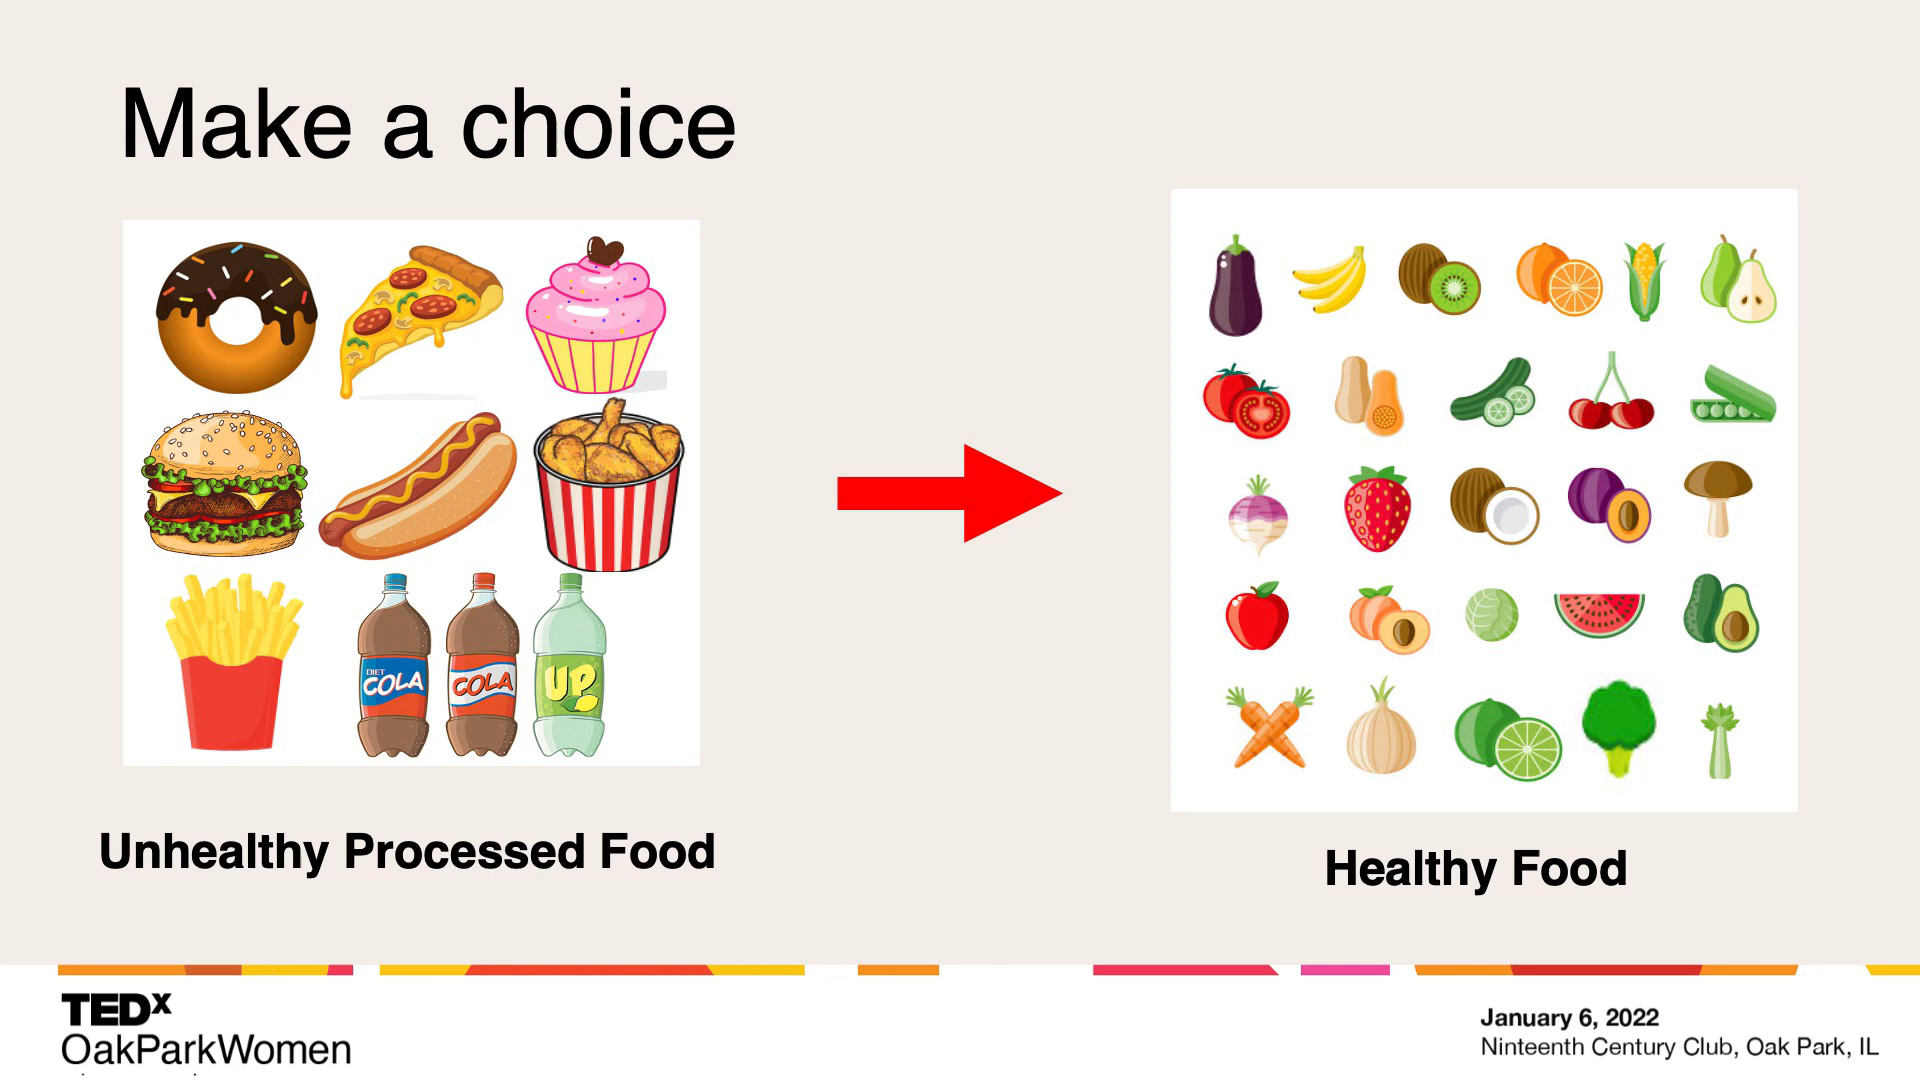 Make a choice
DIET
COLA
COLA
UP
Unhealthy Processed Food
Healthy Food
TEDx
OakParkWomen
January 6, 2022
Ninteenth Century Club, Oak Park, IL